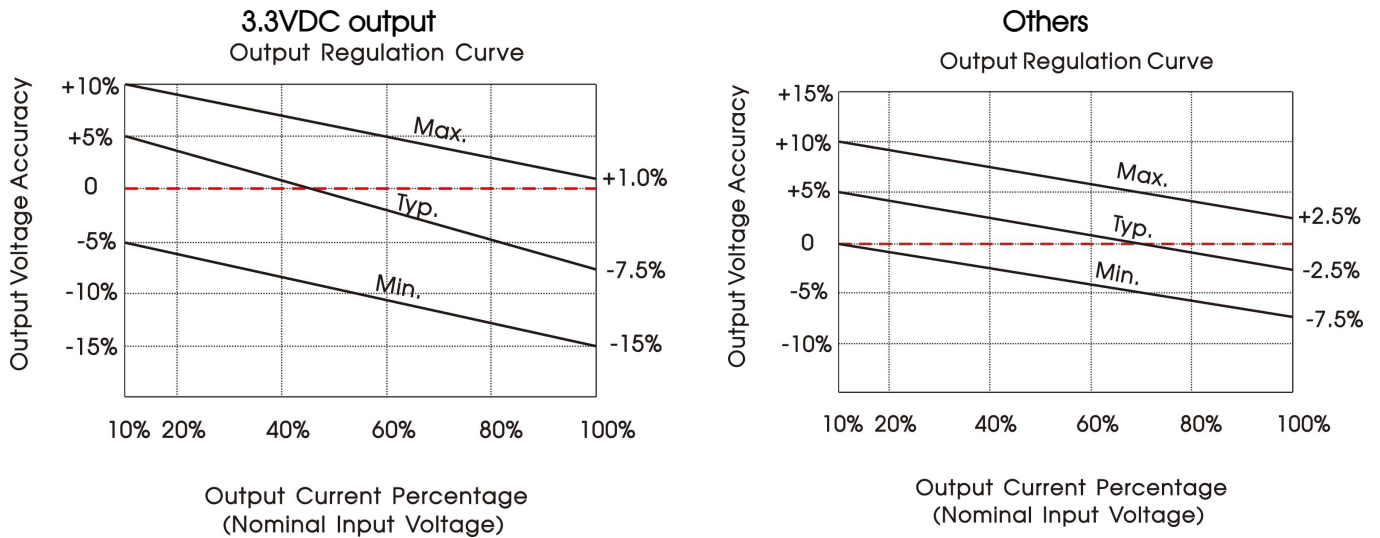 3.3VDC output
Output Regulation Curve
Output Voltage Accuracy
+10%
+5%
0
-5%
-10%
-15%
Max.
Typ.
Min.
+1.0%
-7.5%
-15%
10% 20% 40% 60% 80% 100%
Output Current Percentage
(Nominal Input Voltage)
Others
Output Regulation Curve
Output Voltage Accuracy
+15%
+10%
+5%
0
-5%
-10%
Max.
Typ.
Min.
+2.5%
-2.5%
-7.5%
10% 20% 40% 60% 80% 100%
Output Current Percentage
(Nominal Input Voltage)